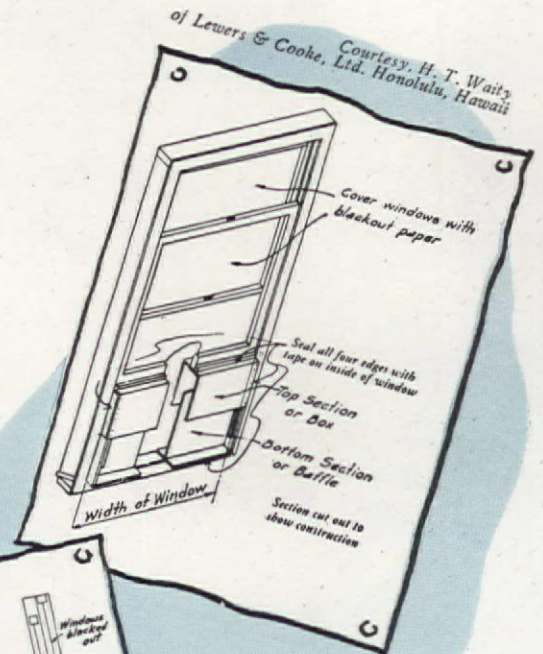 Courtesy, H. T. Waity
of Lewers & Cooke, Ltd. Honolulu, Hawaii
Cover windows with
blackout paper
Seal all four edges with
tape on inside of window
Top Section
or Box
Bottom Section
or Baffle
Width of Window
Section cut out to
show construction
Windows
blacked
out